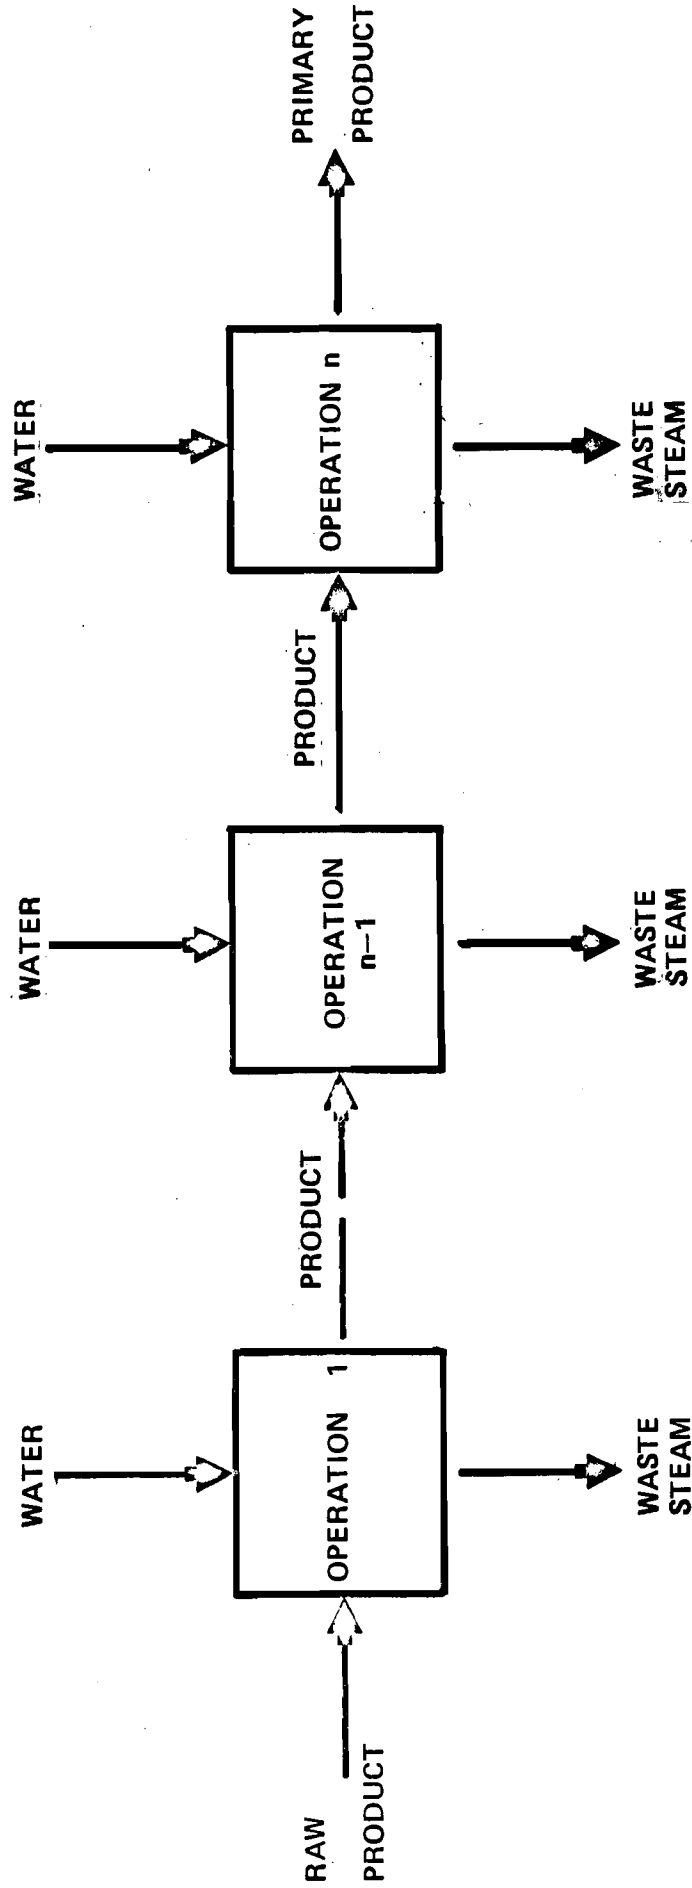 WATER
WATER
WATER
RAW
PRODUCT
OPERATION 1
PRODUCT
OPERATION
n–1
PRODUCT
OPERATION n
PRIMARY
PRODUCT
WASTE
STEAM
WASTE
STEAM
WASTE
STEAM